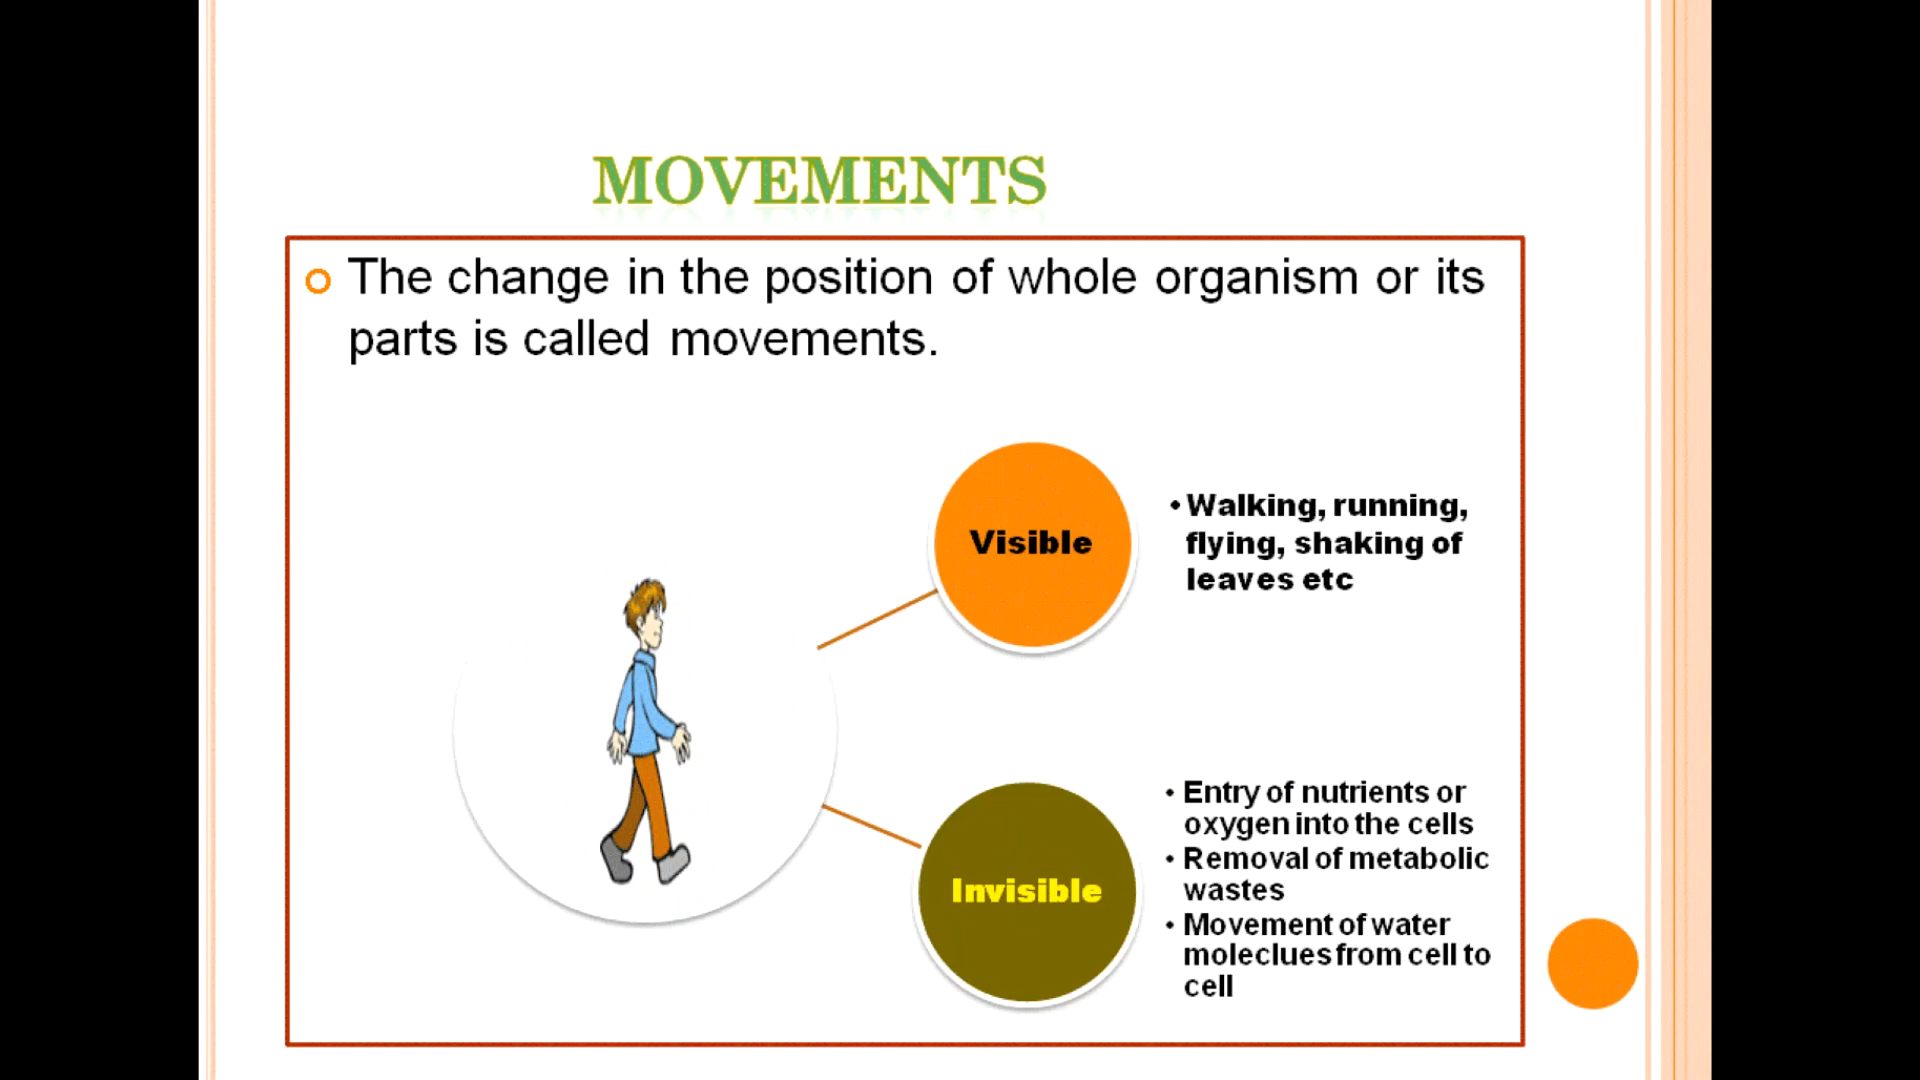 MOVEMENTS
The change in the position of whole organism or its
parts is called movements.
Visible
• Walking, running,
flying, shaking of
leaves etc
Invisible
• Entry of nutrients or
oxygen into the cells
• Removal of metabolic
wastes
• Movement of water
moleclues from cell to
cell